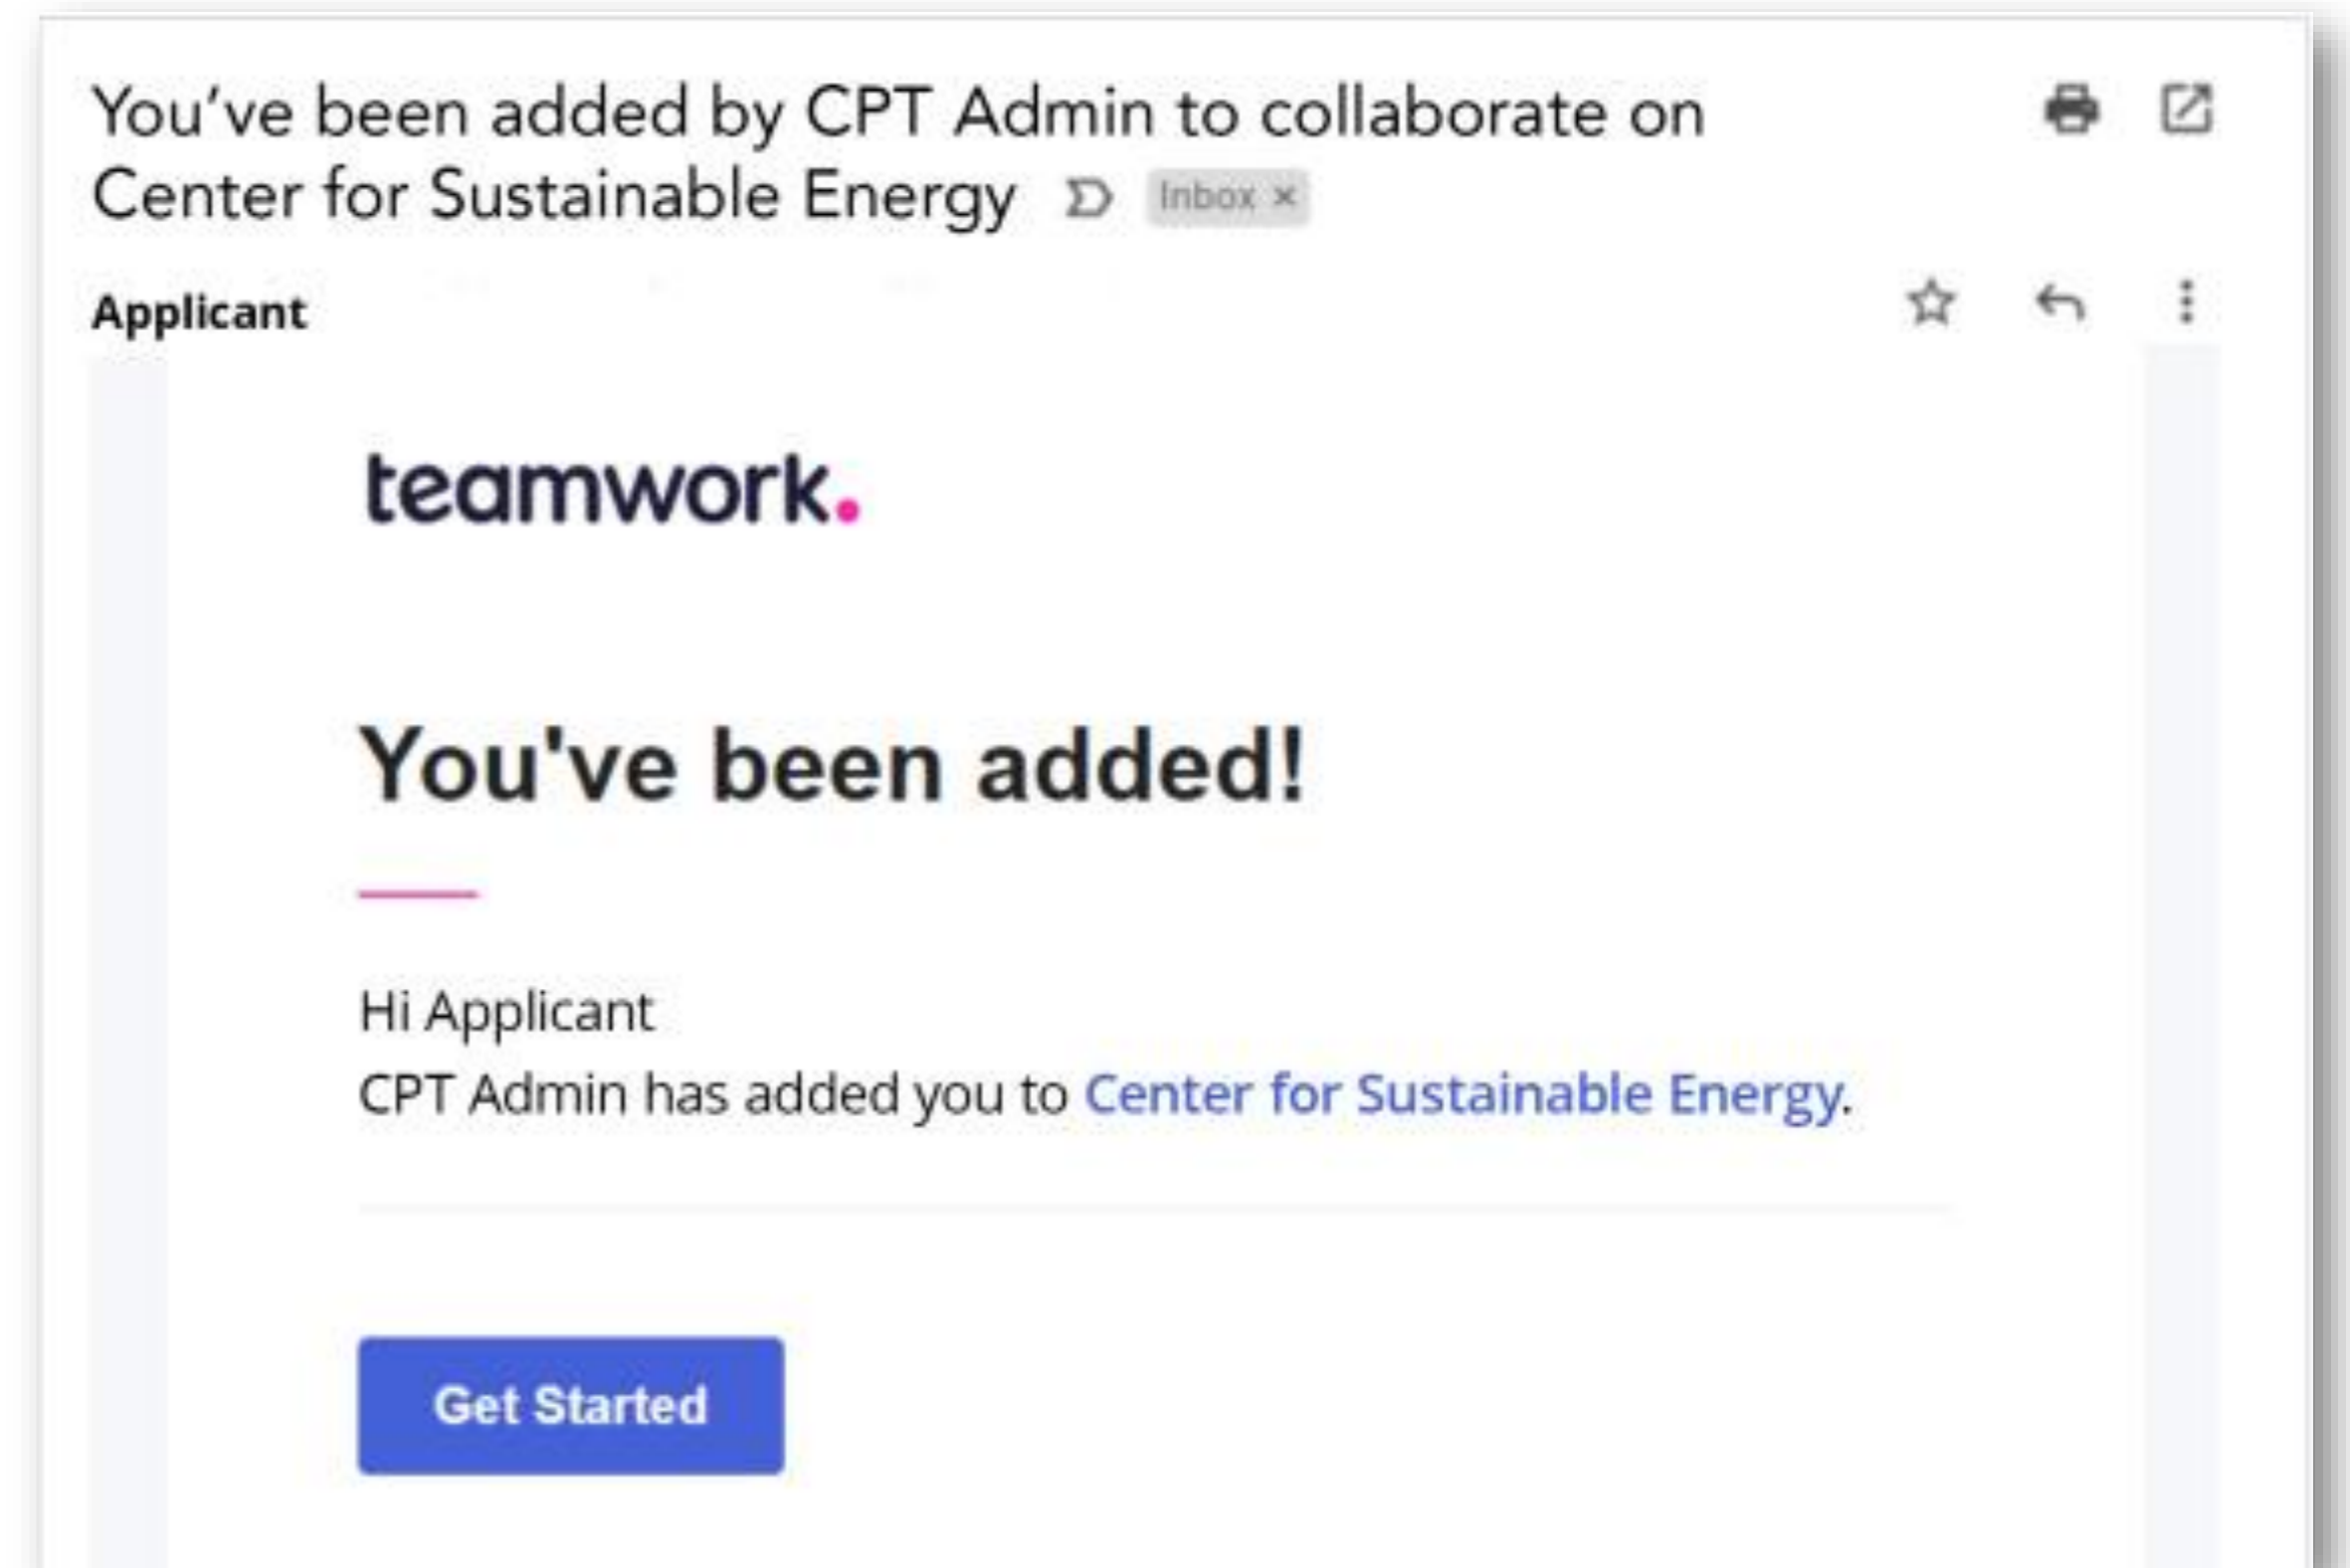 You've been added by CPT Admin to collaborate on
Center for Sustainable Energy Inbox ×
Applicant
teamwork.
You've been added!
Hi Applicant
CPT Admin has added you to Center for Sustainable Energy.
Get Started